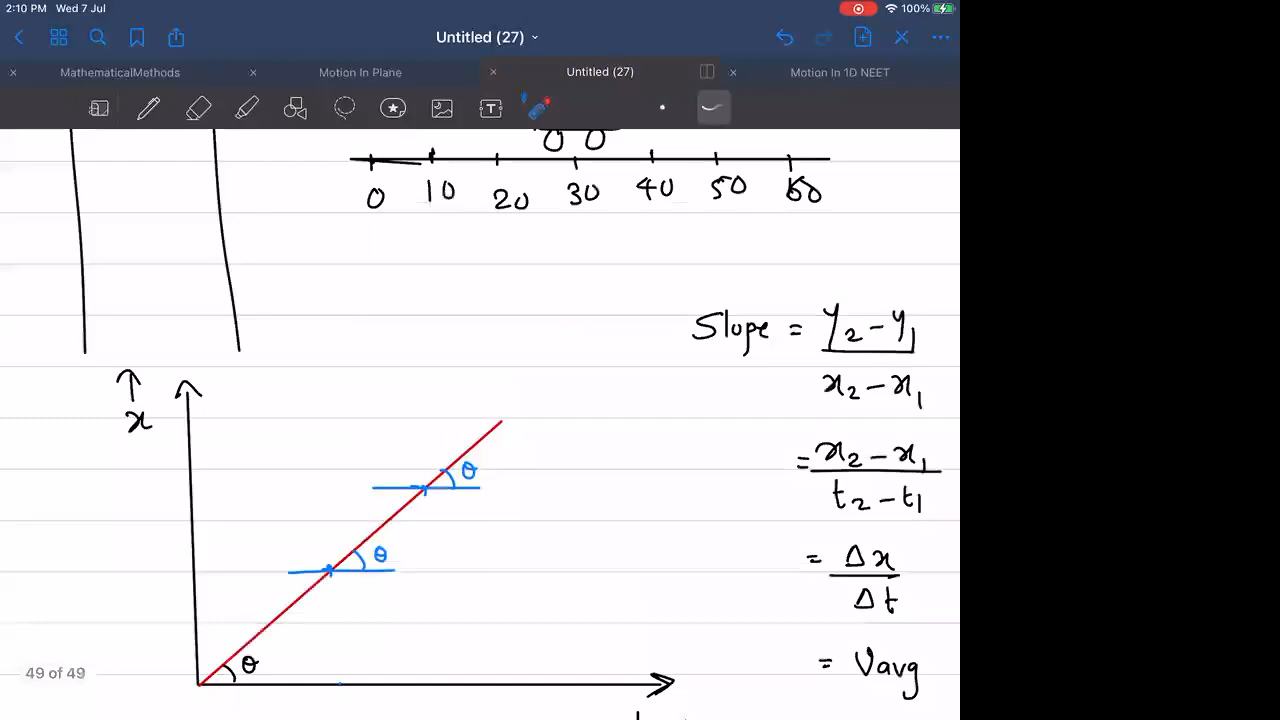 2:10 PM Wed 7 Jul 100%
Untitled (27)
MathematicalMethods Motion In Plane Untitled (27) Motion In 1D NEET
0 10 20 30 40 50 60
Slope = y2 - y1
x2 - x1
= x2 - x1
t2 - t1
= Δx
Δt
= Vavg
x
θ
θ
θ
49 of 49